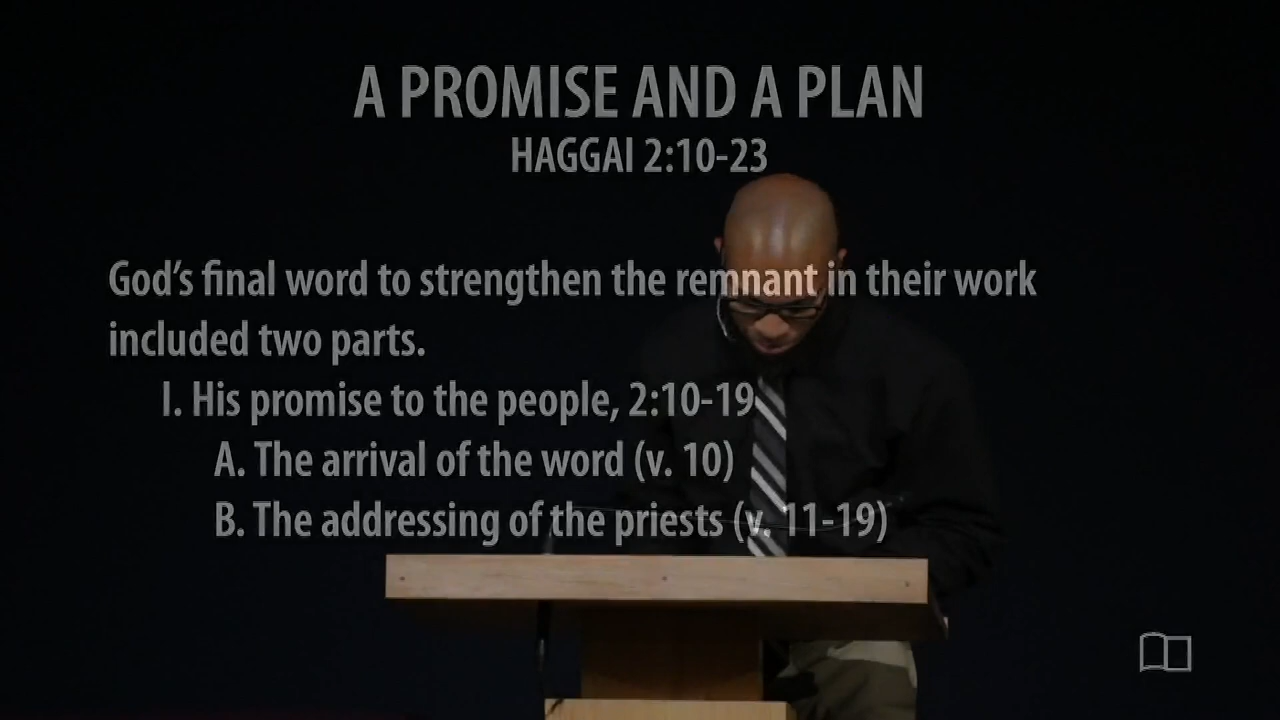 A PROMISE AND A PLAN
HAGGAI 2:10-23
God’s final word to strengthen the remnant in their work
included two parts.
I. His promise to the people, 2:10-19
A. The arrival of the word (v. 10)
B. The addressing of the priests (v. 11-19)